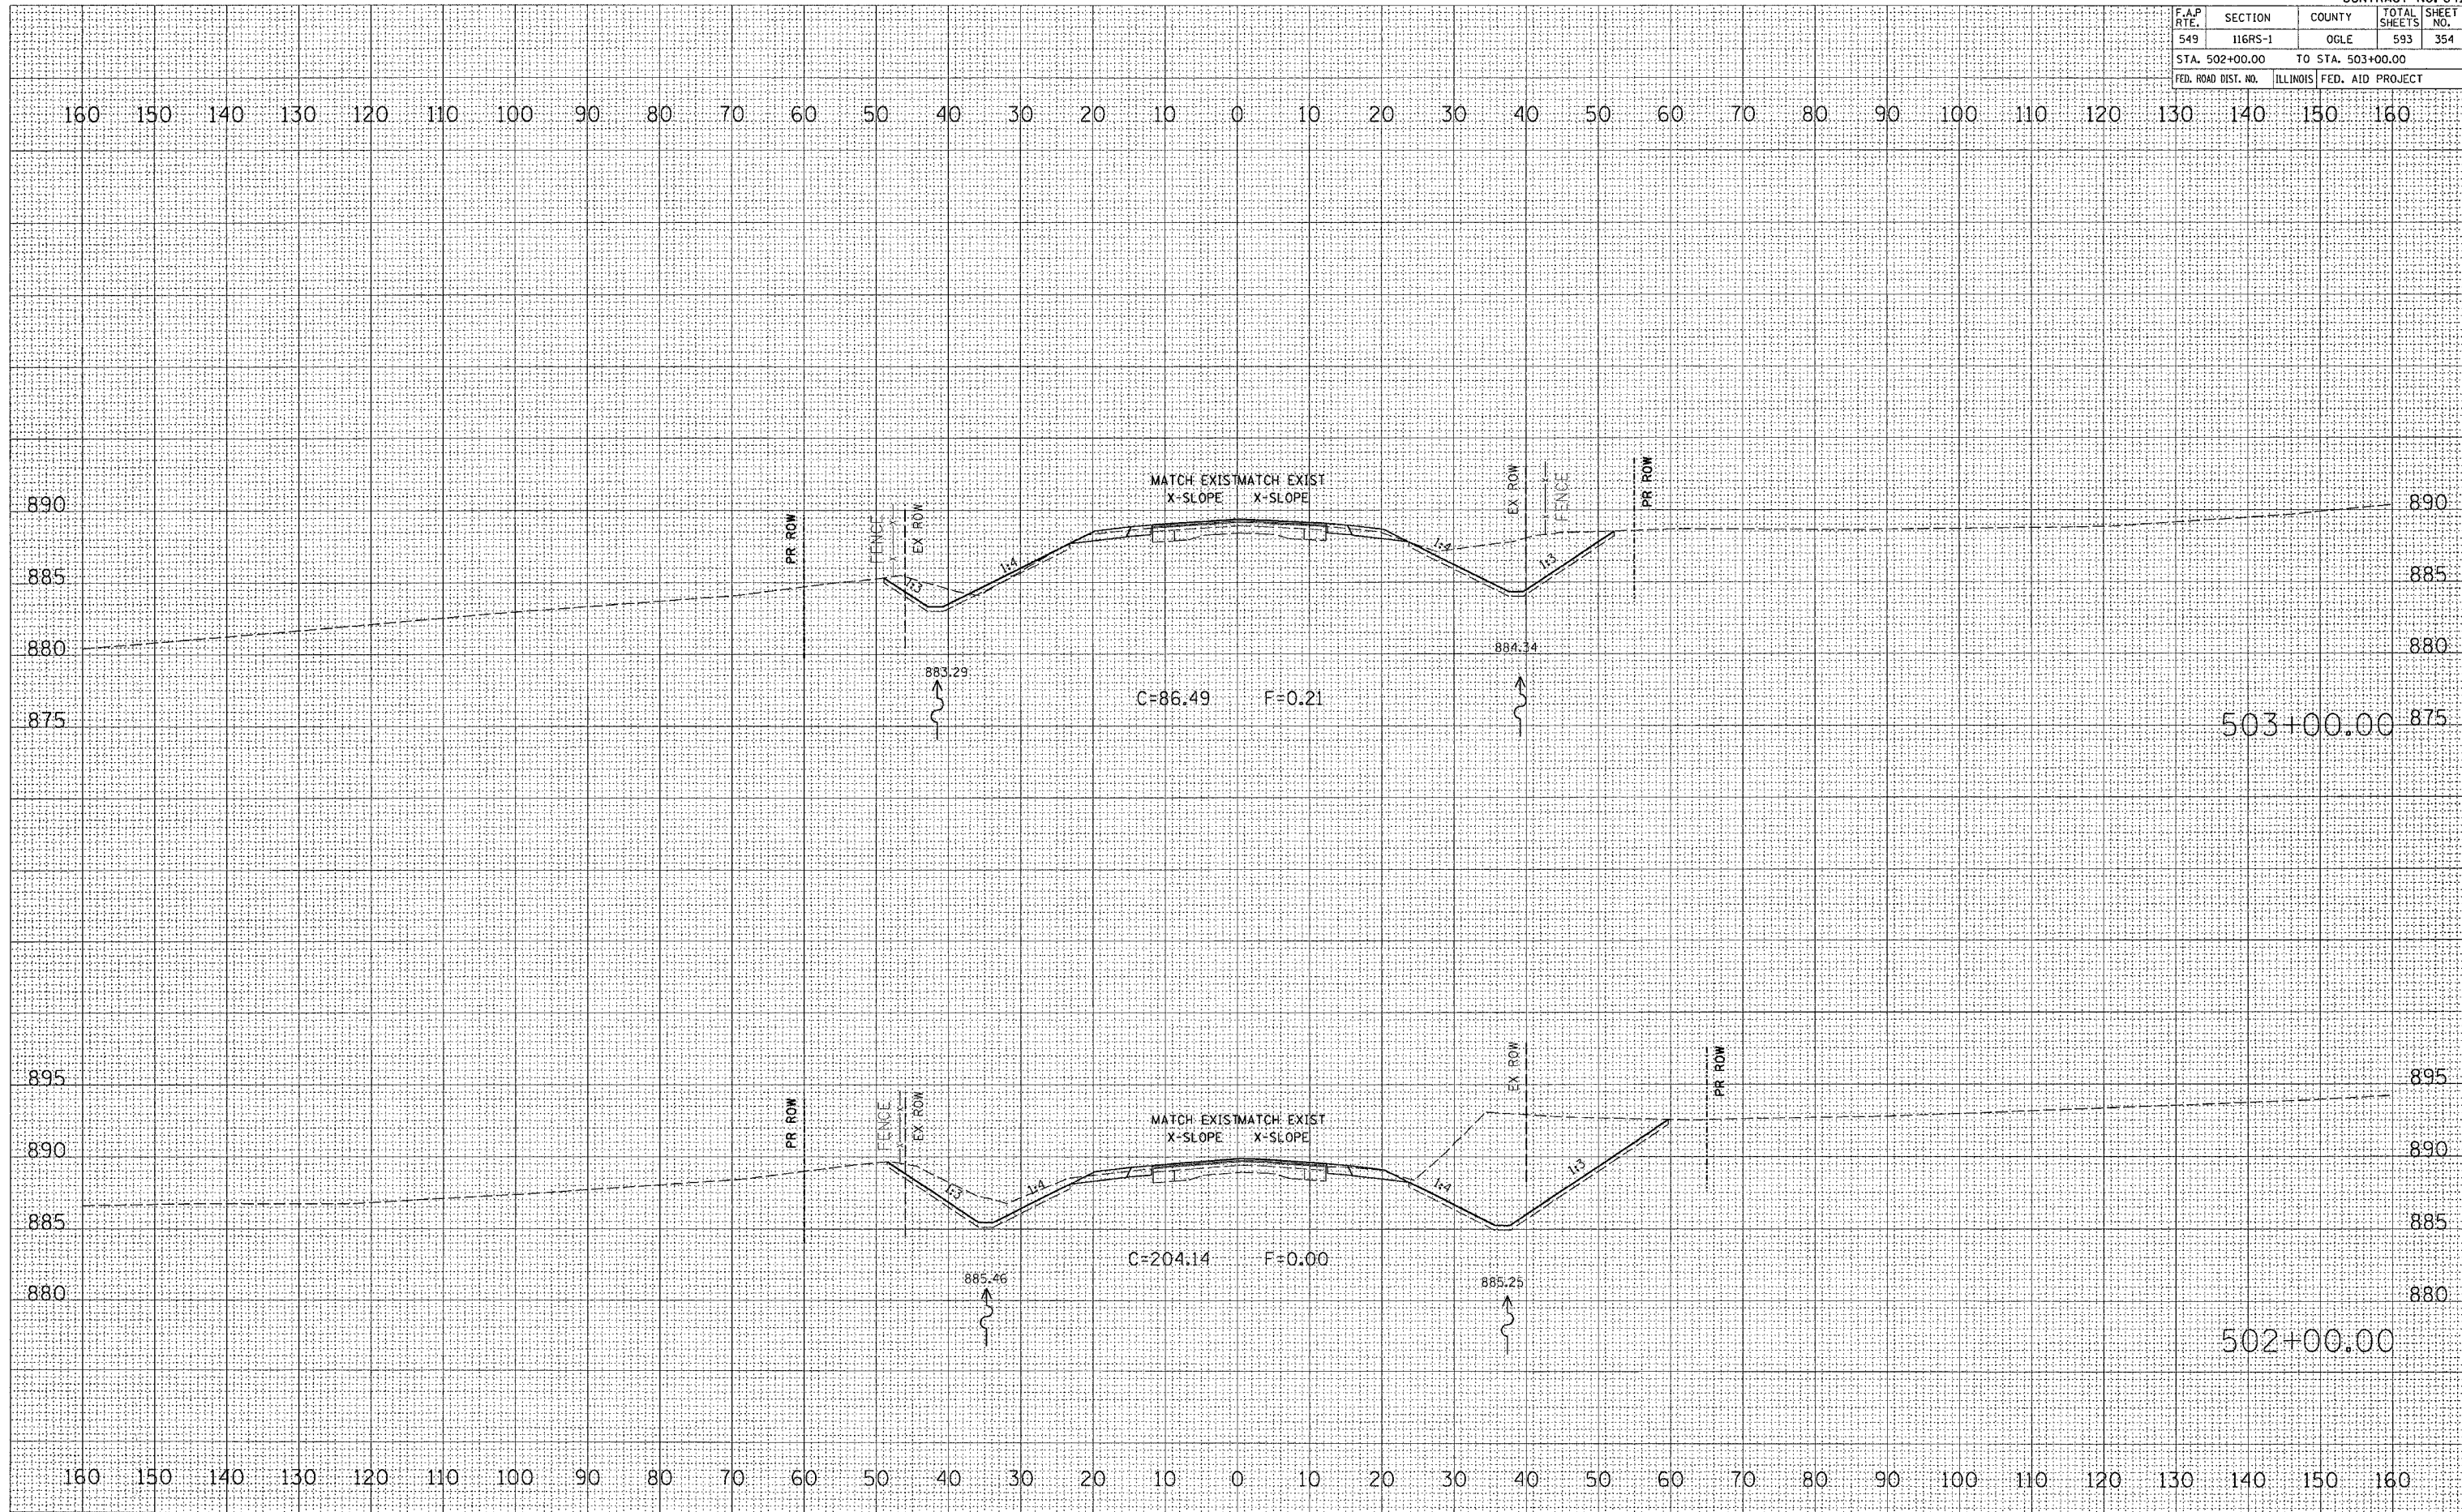 F.A.P RTE. SECTION COUNTY TOTAL SHEETS SHEET NO.
549 116RS-1 OGLE 593 354
STA. 502+00.00 TO STA. 503+00.00
FED. ROAD DIST. NO. ILLINOIS FED. AID PROJECT
160 150 140 130 120 110 100 90 80 70 60 50 40 30 20 10 0 10 20 30 40 50 60 70 80 90 100 110 120 130 140 150 160
MATCH EXIST MATCH EXIST
X-SLOPE X-SLOPE
PR ROW FENCE EX ROW EX ROW FENCE PR ROW
890 890
1:3 1:4 1:4 1:3
885 885
880 884.34 880
883.29
C=86.49 F=0.21
875 503+00.00 875
895 895
PR ROW FENCE EX ROW EX ROW PR ROW
MATCH EXIST MATCH EXIST
X-SLOPE X-SLOPE
890 890
1:3 1:4 1:4 1:3
885 885
C=204.14 F=0.00
885.46 885.25
880 880
502+00.00
160 150 140 130 120 110 100 90 80 70 60 50 40 30 20 10 0 10 20 30 40 50 60 70 80 90 100 110 120 130 140 150 160